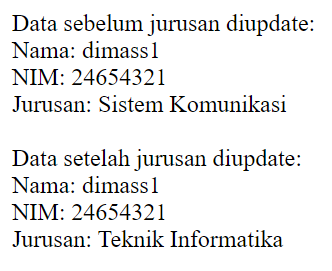 Data sebelum jurusan diupdate:
Nama: dimass1
NIM: 24654321
Jurusan: Sistem Komunikasi
Data setelah jurusan diupdate:
Nama: dimass1
NIM: 24654321
Jurusan: Teknik Informatika